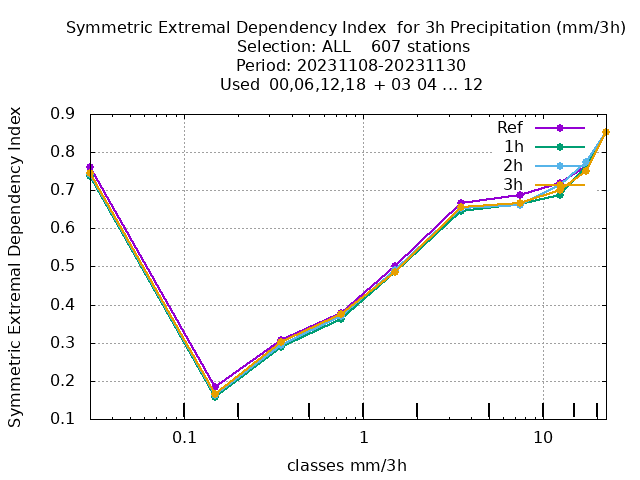 Symmetric Extremal Dependency Index  for 3h Precipitation (mm/3h)
Selection: ALL    607 stations
Period: 20231108-20231130
Used  00,06,12,18  + 03 04 ... 12
Symmetric Extremal Dependency Index
0.9
0.8
0.7
0.6
0.5
0.4
0.3
0.2
0.1
Ref
1h
2h
3h
0.1
1
10
classes mm/3h